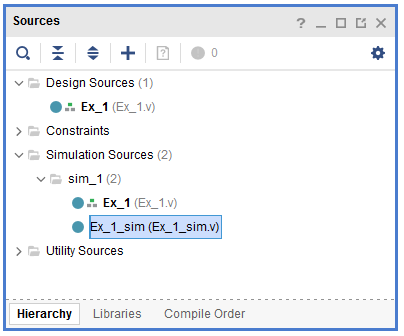 Sources
? _ X
0
Design Sources (1)
Ex_1 (Ex_1.v)
Constraints
Simulation Sources (2)
sim_1 (2)
Ex_1 (Ex_1.v)
Ex_1_sim (Ex_1_sim.v)
Utility Sources
Hierarchy Libraries Compile Order